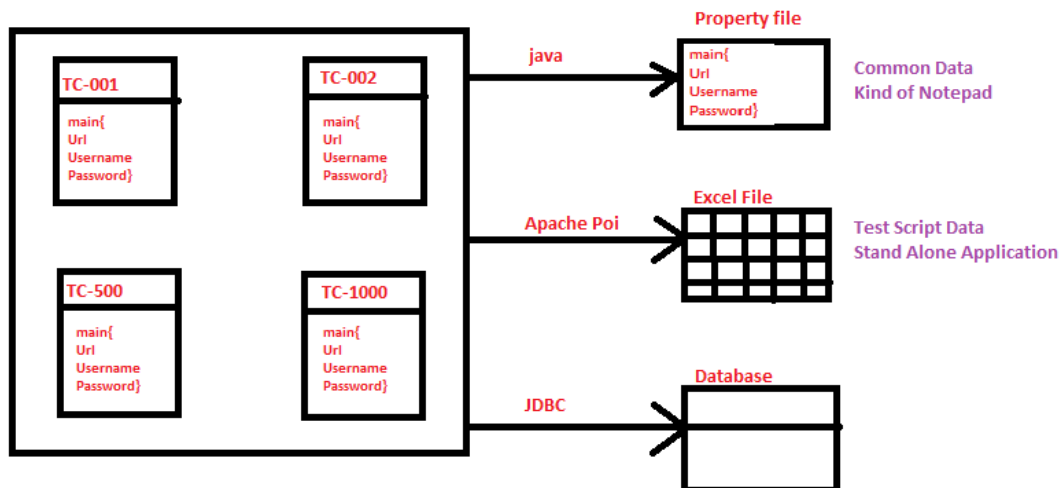 Property file
java
main{
Url
Username
Password}
Common Data
Kind of Notepad
TC-001
main{
Url
Username
Password}
TC-002
main{
Url
Username
Password}
Apache Poi
Excel File
Test Script Data
Stand Alone Application
TC-500
main{
Url
Username
Password}
TC-1000
main{
Url
Username
Password}
JDBC
Database